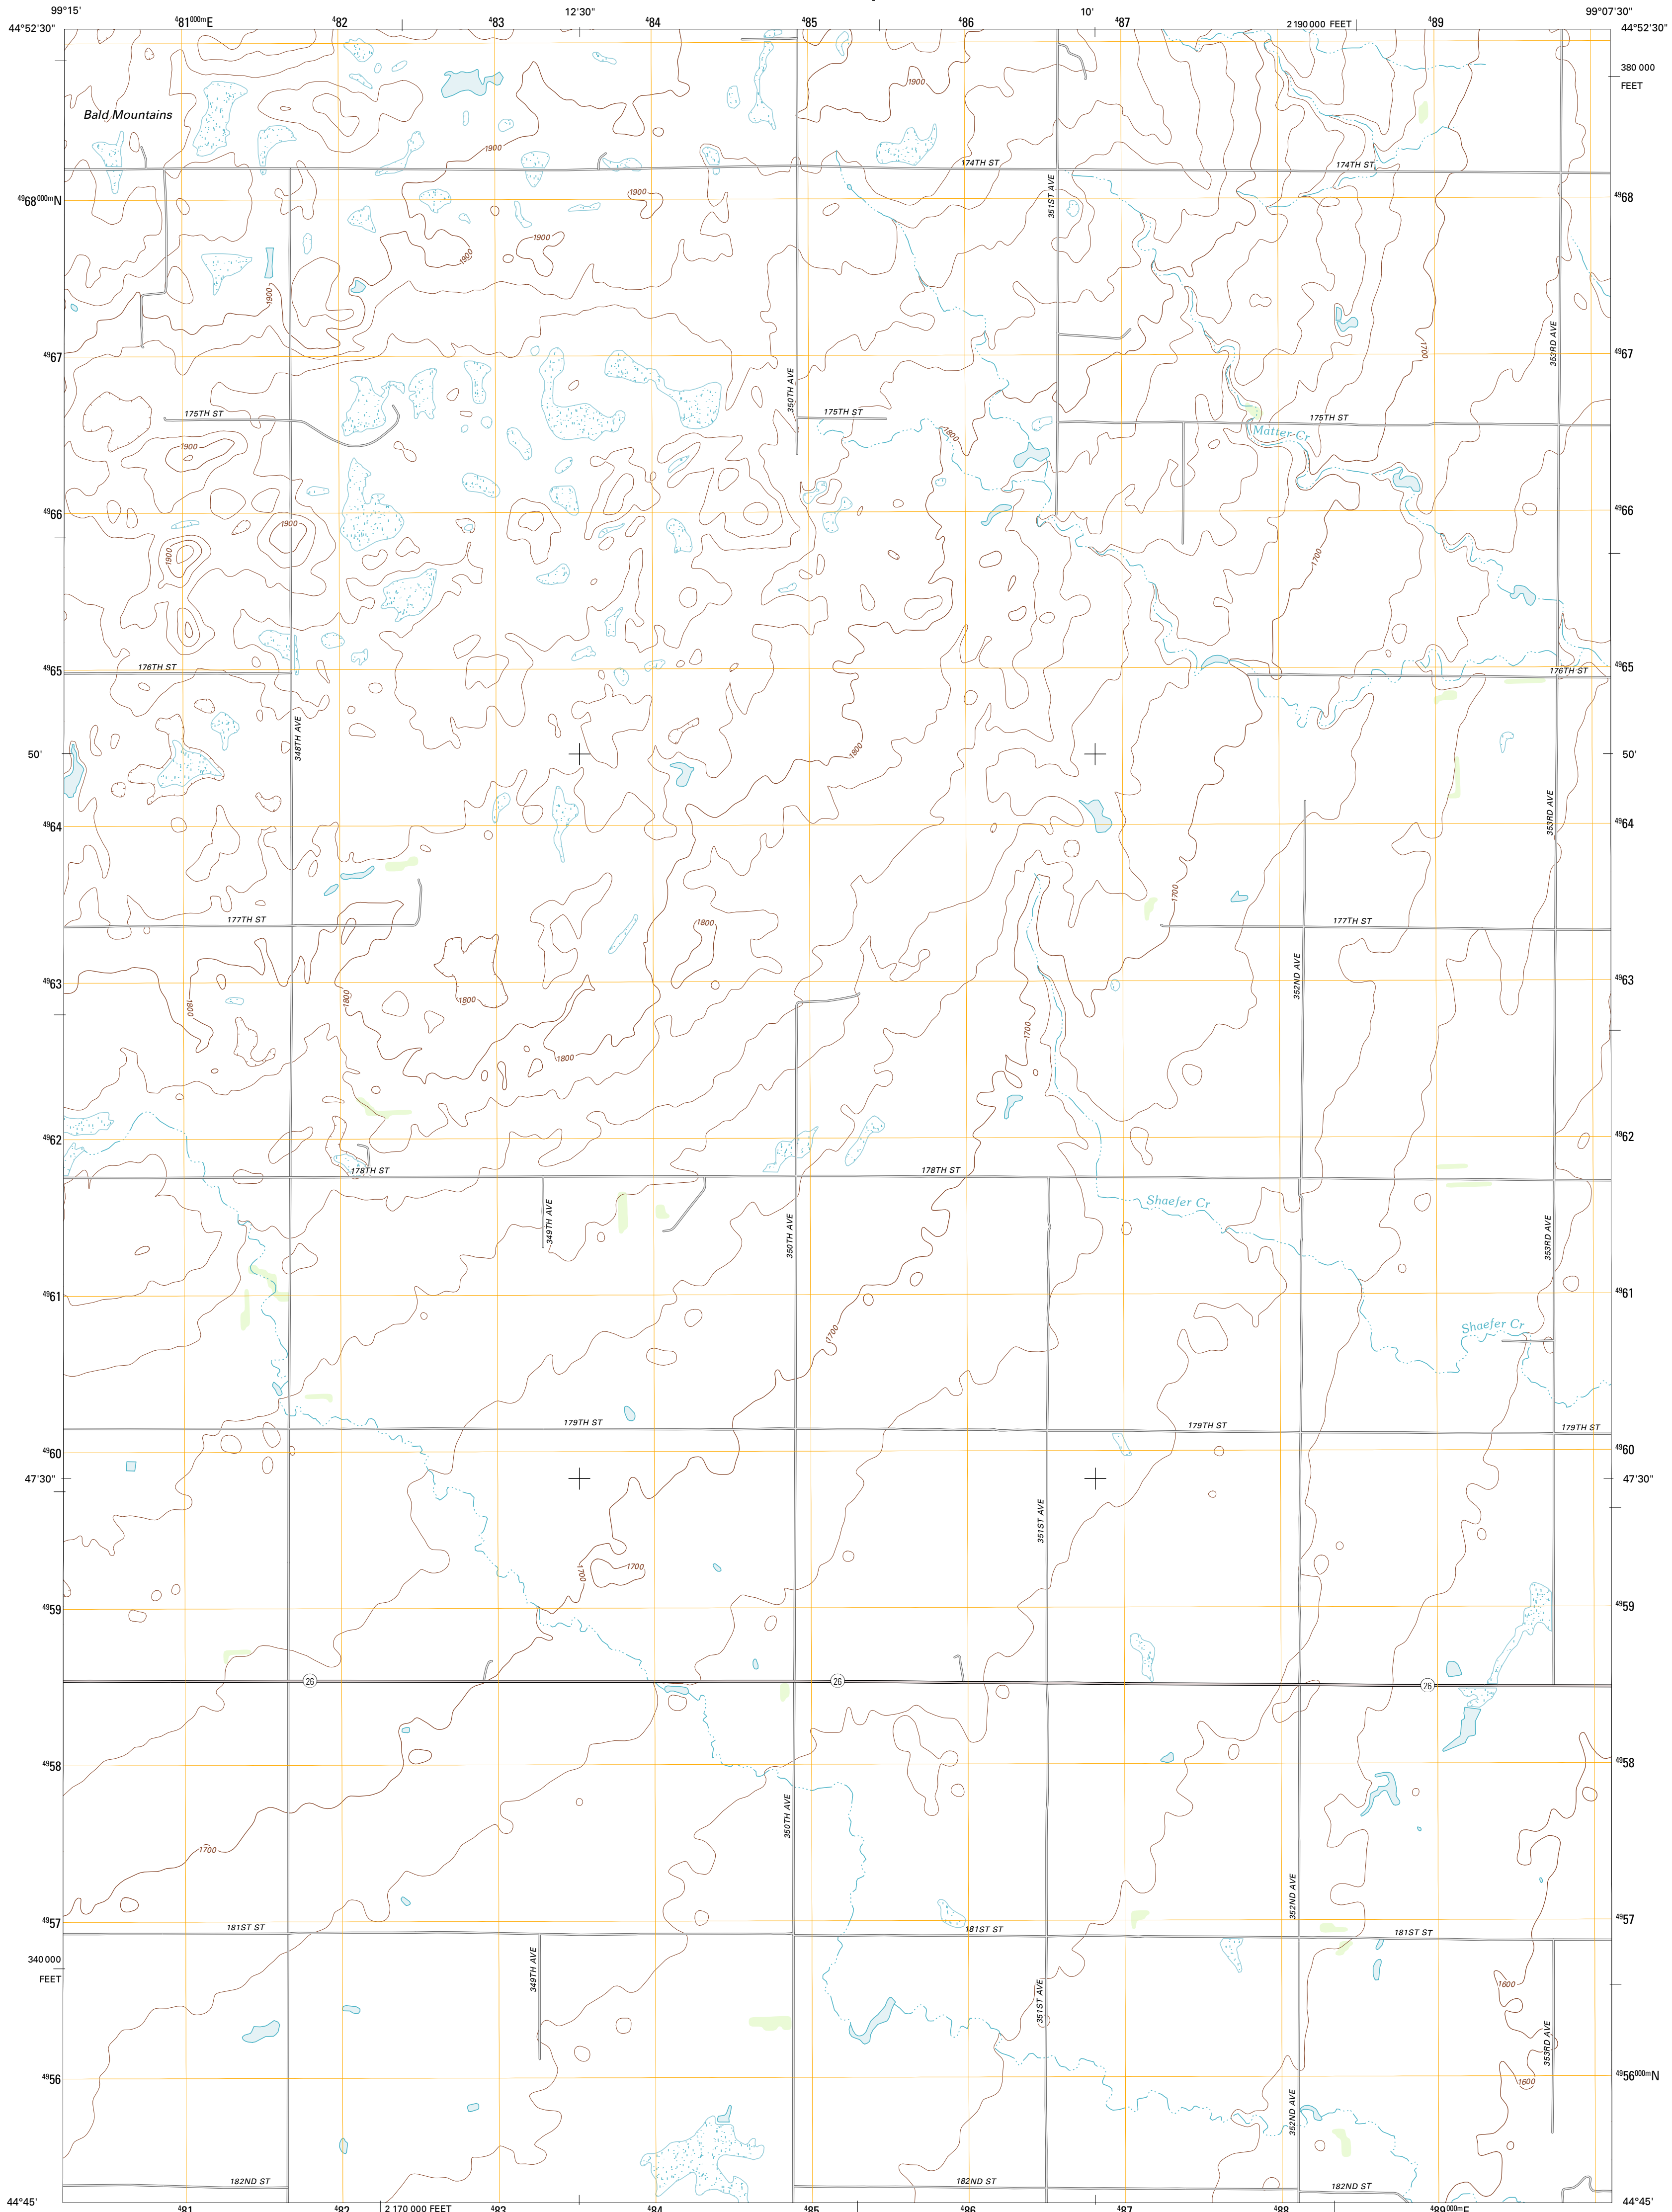 99°15'
⁴81⁰⁰⁰ᵐE
⁴82
⁴83
12'30"
⁴84
⁴85
⁴86
10'
⁴87
2 290 000 FEET
⁴89
99°07'30"
44°52'30"
44°52'30"
380 000
FEET
1900
Bald Mountains
1900
174TH ST
174TH ST
351ST AVE
1900
⁴⁹68⁰⁰⁰ᵐN
⁴⁹68
1900
1900
1900
353RD AVE
1700
⁴⁹67
⁴⁹67
350TH AVE
175TH ST
175TH ST
175TH ST
Matter Cr
1800
1900
⁴⁹66
⁴⁹66
1900
1900
1700
176TH ST
⁴⁹65
⁴⁹65
176TH ST
348TH AVE
50'
1800
50'
353RD AVE
⁴⁹64
⁴⁹64
1700
177TH ST
1800
177TH ST
352ND AVE
⁴⁹63
⁴⁹63
1800
1800
1800
1700
1800
⁴⁹62
⁴⁹62
178TH ST
178TH ST
Shaefer Cr
349TH AVE
350TH AVE
353RD AVE
⁴⁹61
⁴⁹61
1700
Shaefer Cr
179TH ST
179TH ST
179TH ST
⁴⁹60
⁴⁹60
47'30"
47'30"
351ST AVE
1700
1700
⁴⁹59
⁴⁹59
26
26
26
⁴⁹58
⁴⁹58
350TH AVE
1700
352ND AVE
⁴⁹57
⁴⁹57
181ST ST
181ST ST
181ST ST
340 000
FEET
349TH AVE
351ST AVE
1600
353RD AVE
⁴⁹56
⁴⁹56⁰⁰⁰ᵐN
1600
352ND AVE
182ND ST
182ND ST
182ND ST
44°45'
44°45'
⁴81
⁴82
2 170 000 FEET
⁴83
⁴84
⁴85
⁴86
⁴87
⁴88
⁴89⁰⁰⁰ᵐE